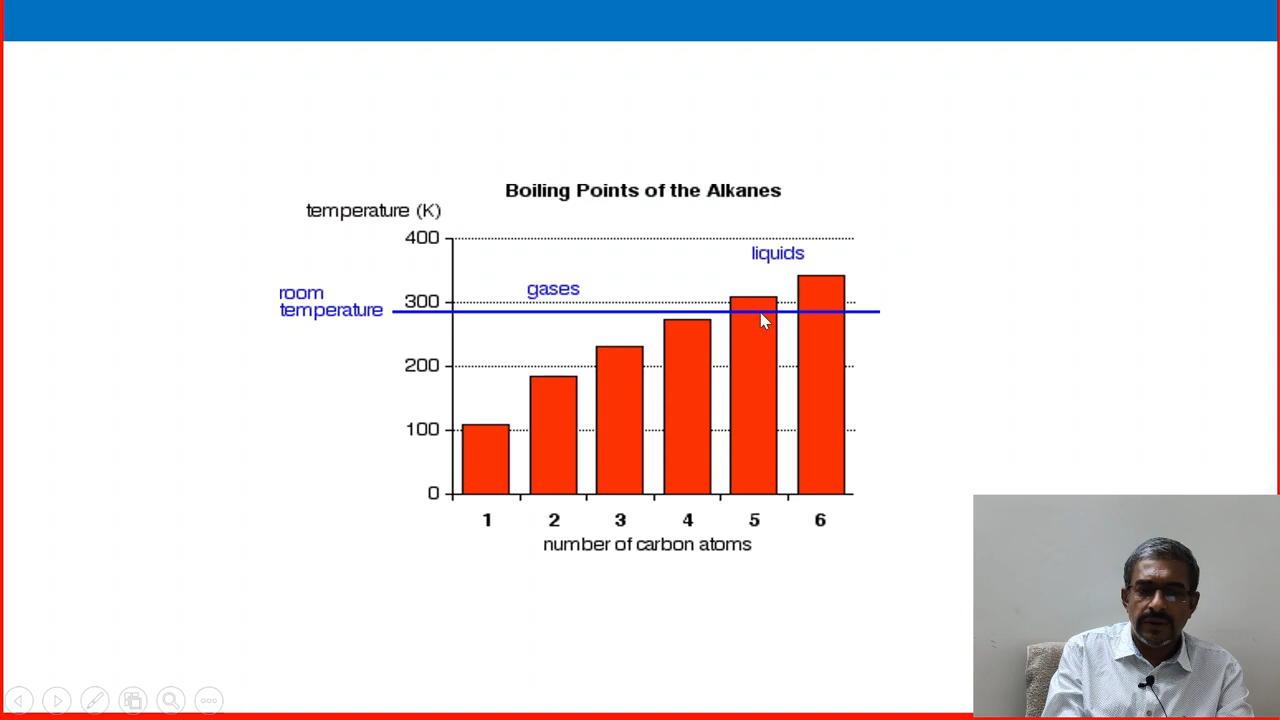 Boiling Points of the Alkanes
temperature (K)
400
liquids
gases
room
temperature
300
200
100
0
1 2 3 4 5 6
number of carbon atoms